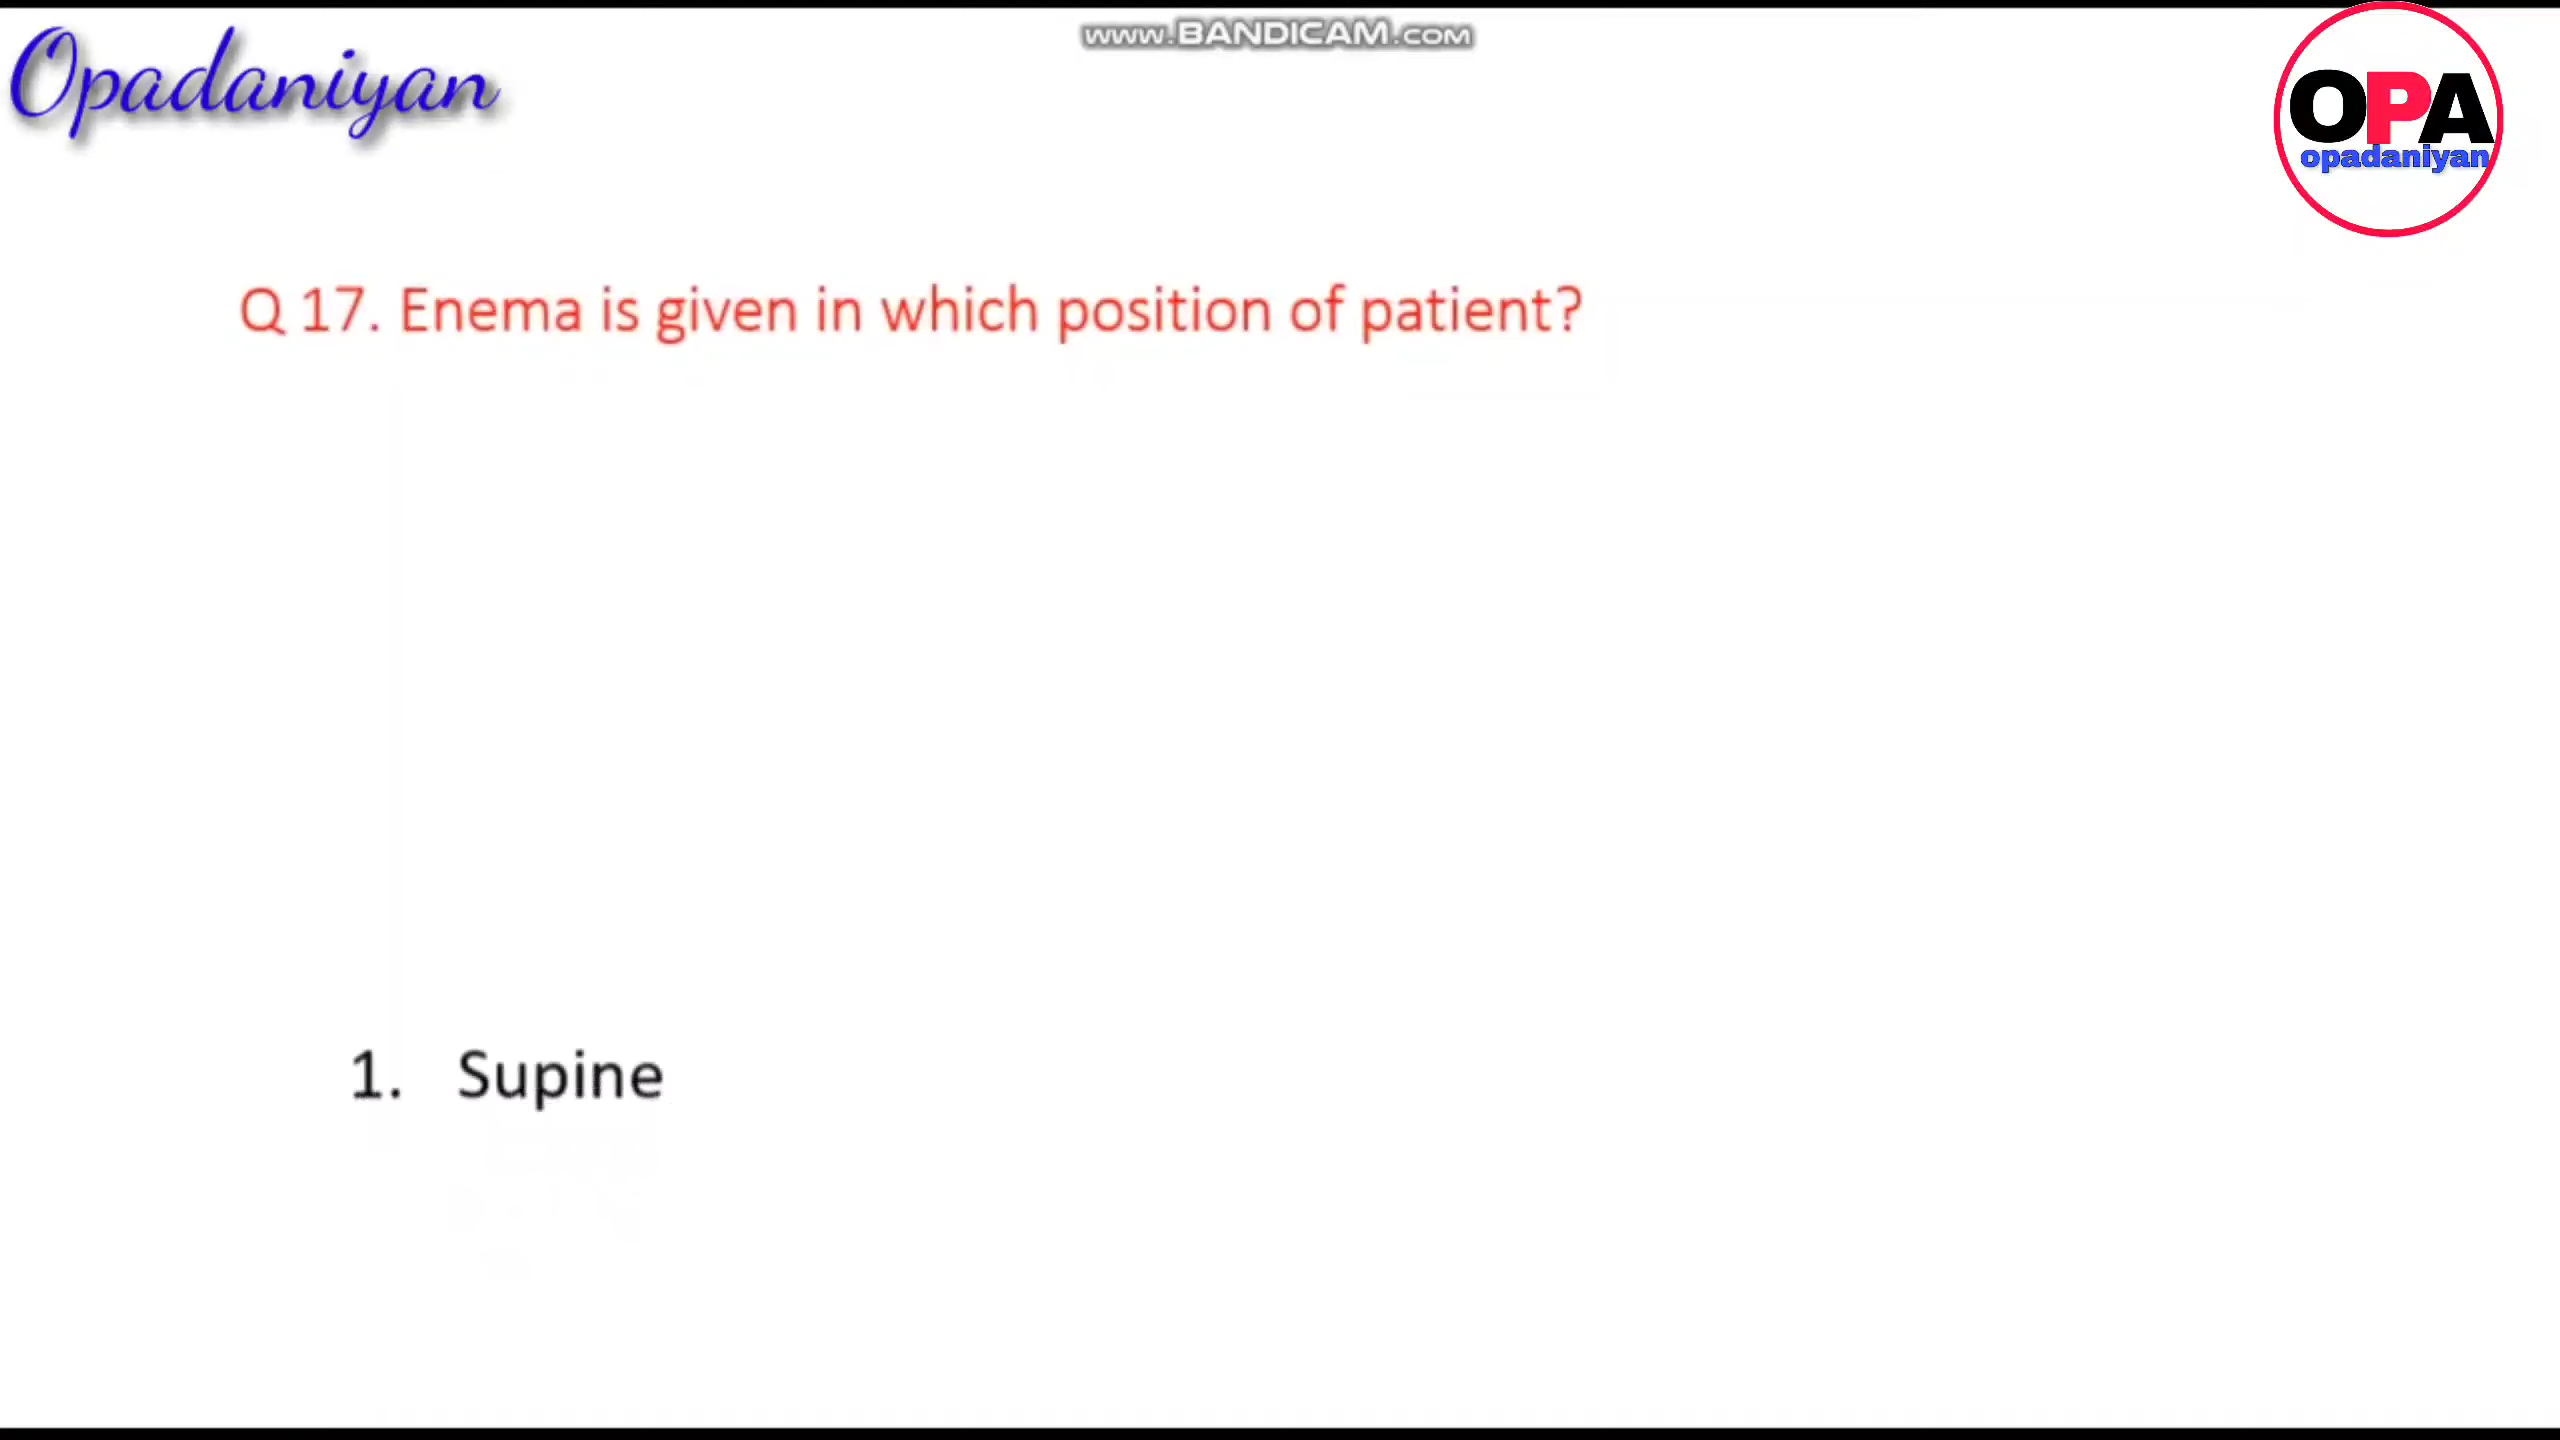 www.BANDICAM.com
Opadaniyan
OPA
opadaniyan
Q 17. Enema is given in which position of patient?
1. Supine